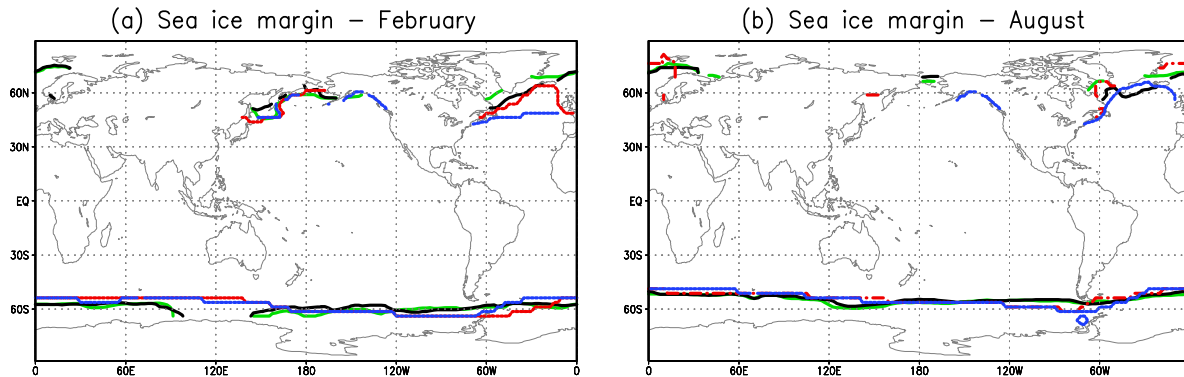 (a) Sea ice margin – February
60N
30N
EQ
30S
60S
0 60E 120E 180 120W 60W 0
(b) Sea ice margin – August
60N
30N
EQ
30S
60S
0 60E 120E 180 120W 60W